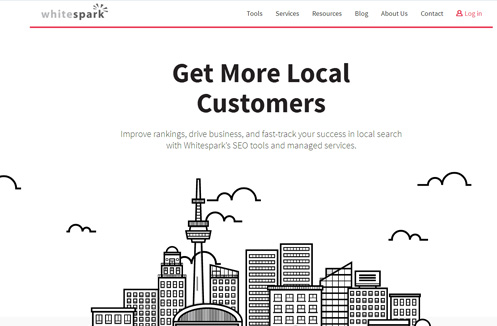 whitespark
Tools Services Resources Blog About Us Contact Log in
Get More Local
Customers
Improve rankings, drive business, and fast-track your success in local search
with Whitespark's SEO tools and managed services.